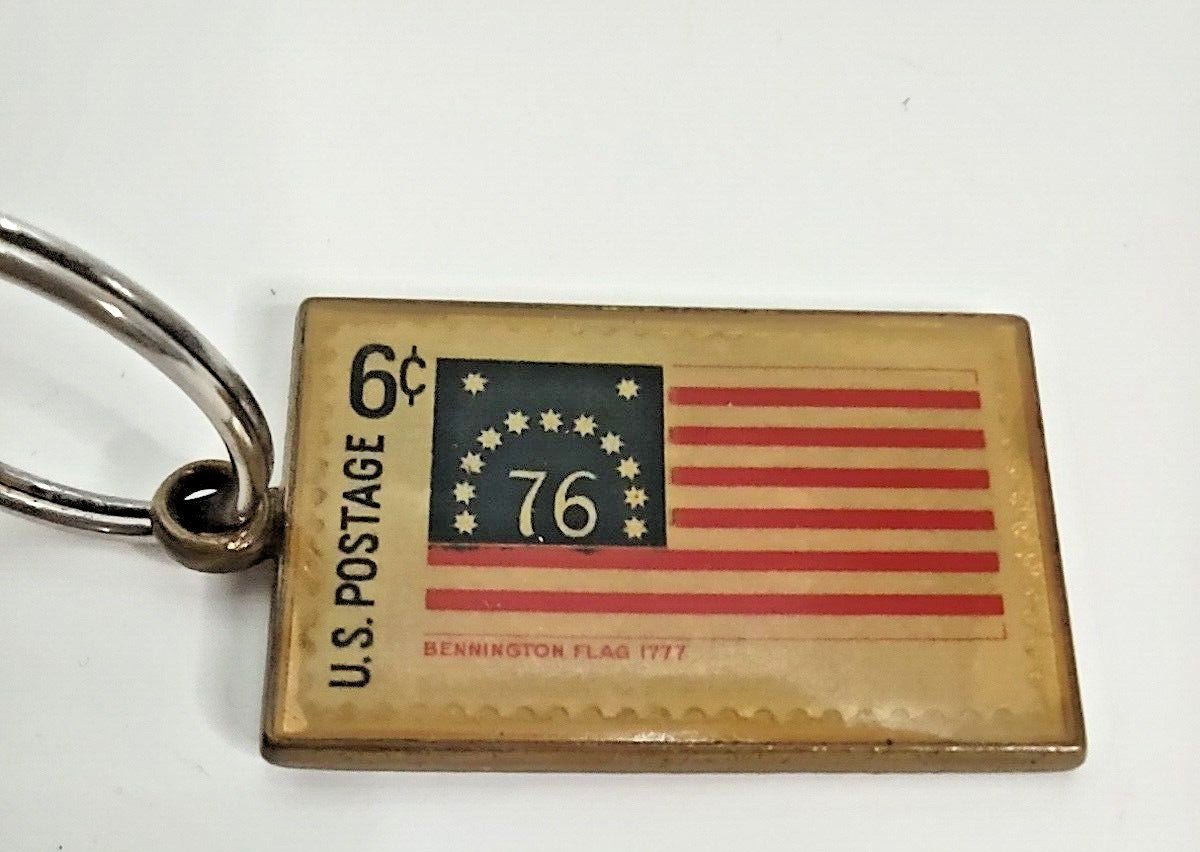 6¢
U.S. POSTAGE
76
BENNINGTON FLAG 1777